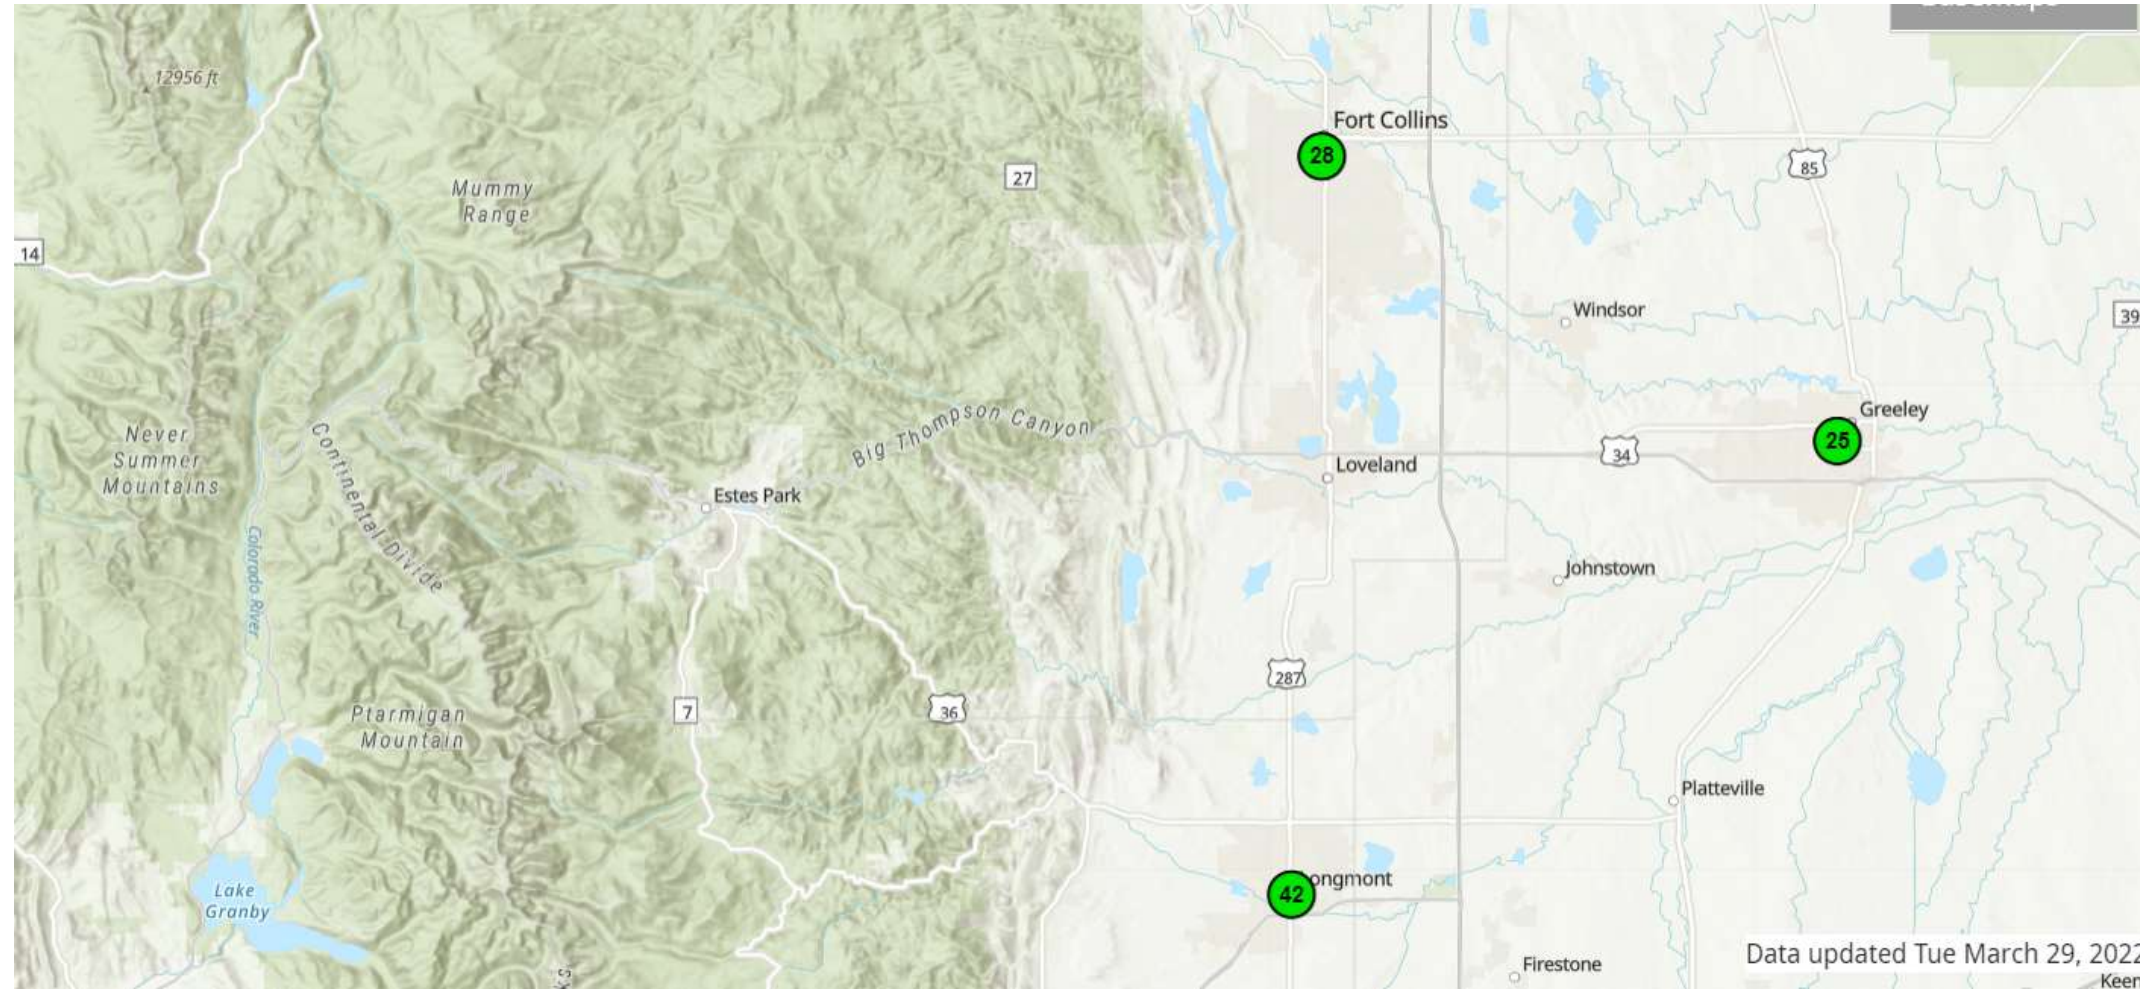 12956 ft
Fort Collins
28
85
27
Mummy
Range
14
Windsor
39
Greeley
25
Big Thompson Canyon
Never
Summer
Mountains
Continental Divide
34
Loveland
Estes Park
Colorado River
Johnstown
287
7
36
Ptarmigan
Mountain
Platteville
Lake
Granby
42
ongmont
Data updated Tue March 29, 2022
Firestone
Keen